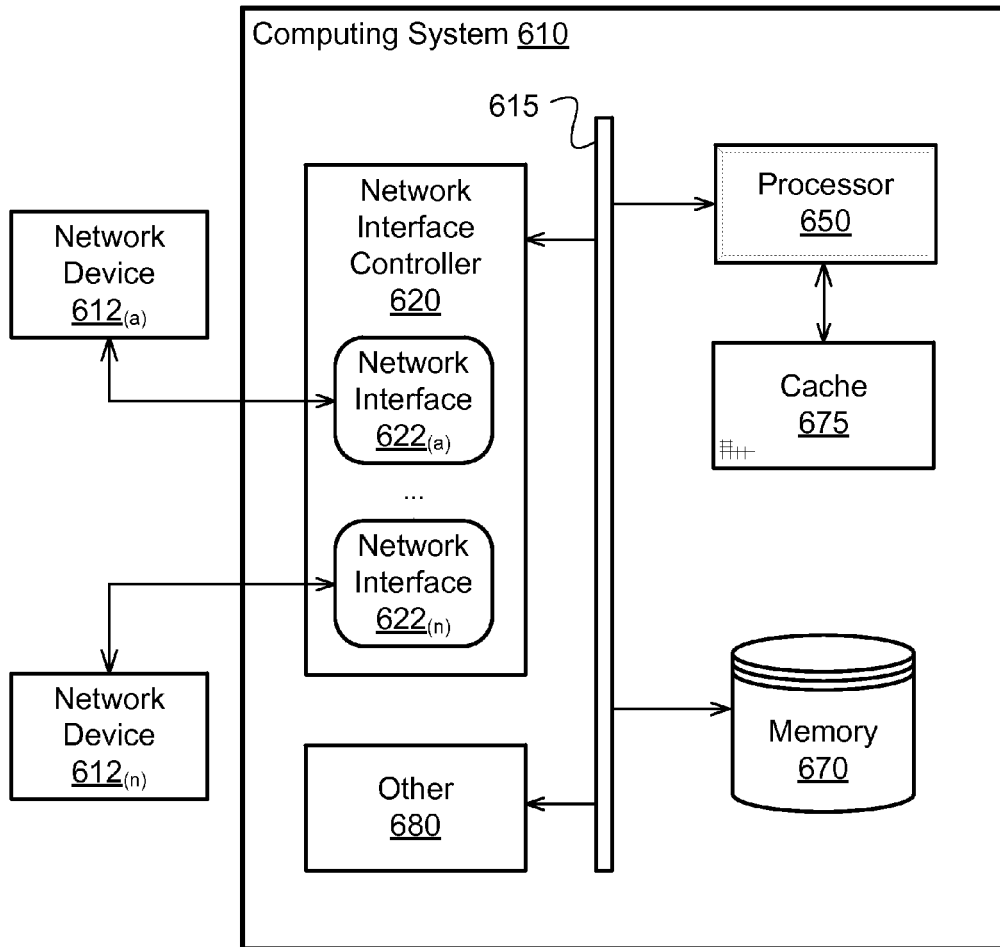 Computing System 610
615
Network
Interface
Controller
620
Processor
650
Network
Device
612(a)
Network
Interface
622(a)
Cache
675
...
Network
Interface
622(n)
Network
Device
612(n)
Memory
670
Other
680